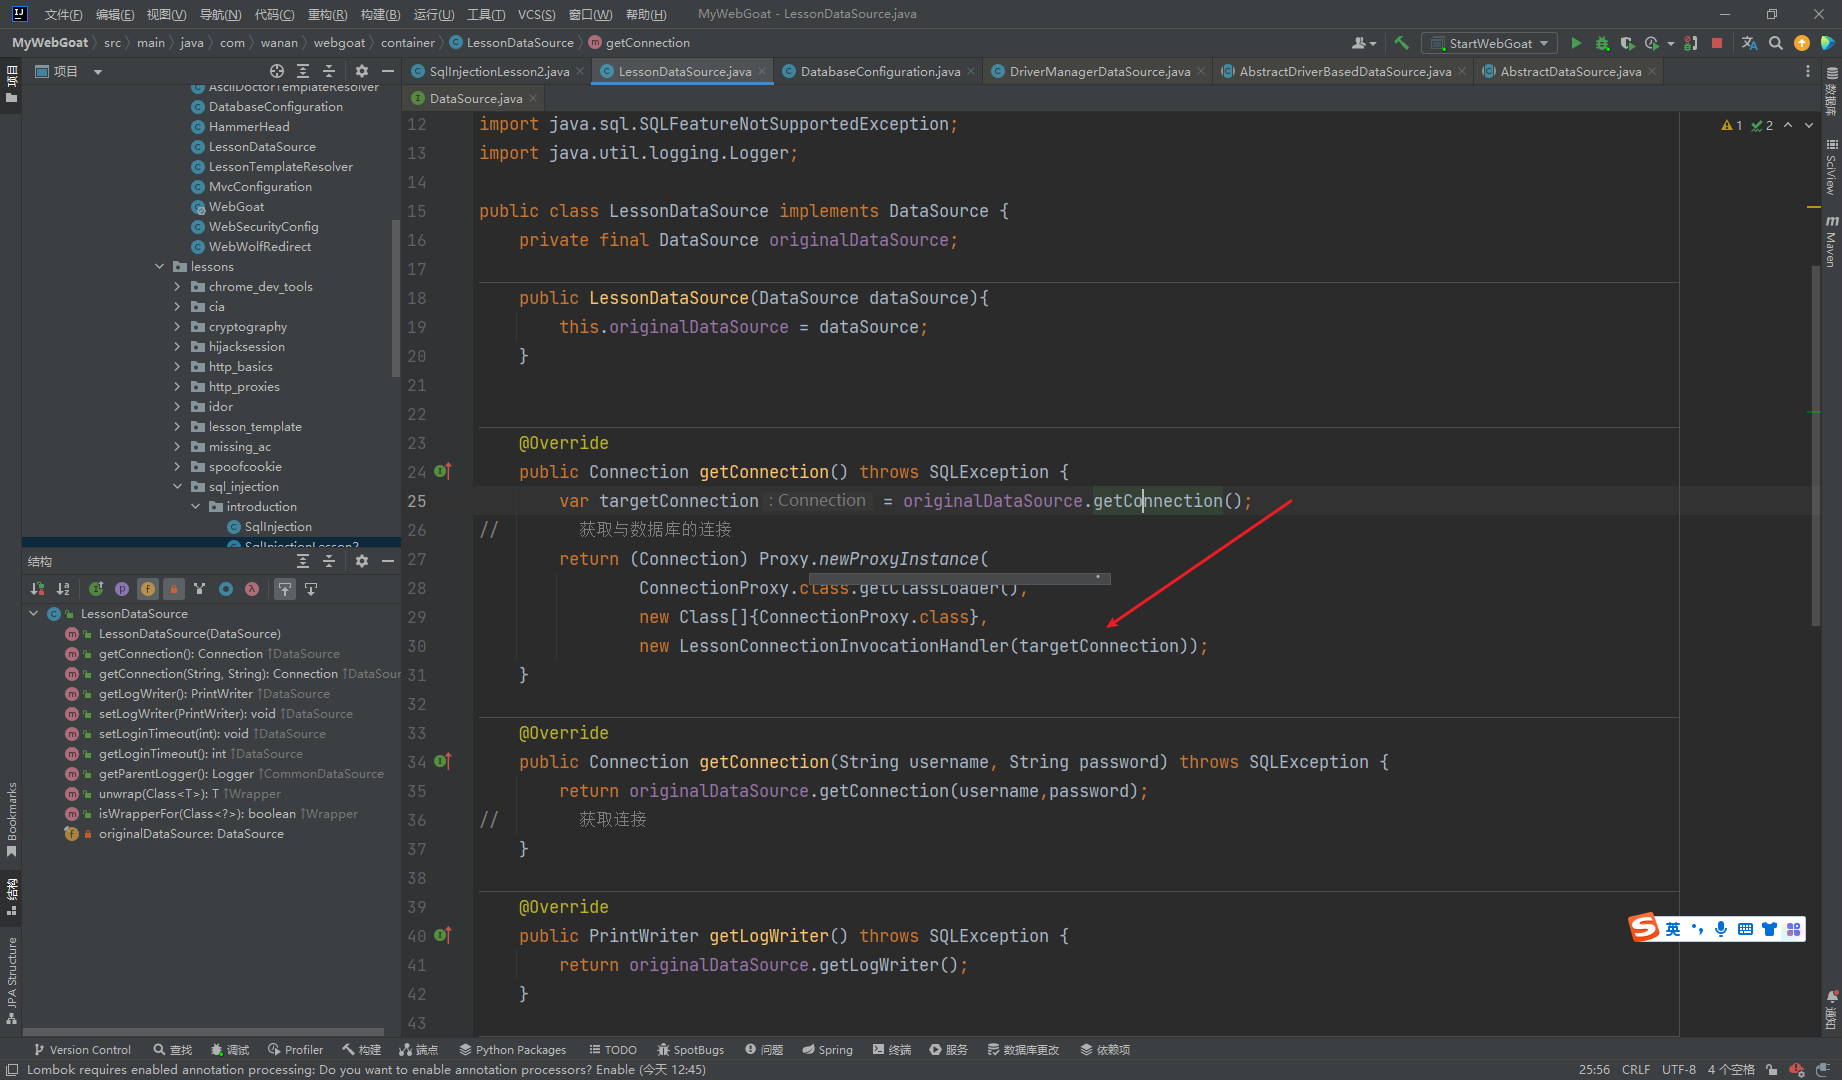 文件(F) 编辑(E) 视图(V) 导航(N) 代码(C) 重构(R) 构建(B) 运行(U) 工具(T) VCS(S) 窗口(W) 帮助(H) MyWebGoat - LessonDataSource.java
MyWebGoat src main java com wanan webgoat container LessonDataSource getConnection StartWebGoat
项目
SqlInjectionLesson2.java LessonDataSource.java DatabaseConfiguration.java DriverManagerDataSource.java AbstractDriverBasedDataSource.java AbstractDataSource.java
DataSource.java
项目
AsciiDoctorTemplateResolver
DatabaseConfiguration
HammerHead
LessonDataSource
LessonTemplateResolver
MvcConfiguration
WebGoat
WebSecurityConfig
WebWolfRedirect
lessons
chrome_dev_tools
cia
cryptography
hijacksession
http_basics
http_proxies
idor
lesson_template
missing_ac
spoofcookie
sql_injection
introduction
SqlInjection
SqlInjectionLesson2
结构
LessonDataSource
LessonDataSource(DataSource)
getConnection(): Connection ↑DataSource
getConnection(String, String): Connection ↑DataSour
getLogWriter(): PrintWriter ↑DataSource
setLogWriter(PrintWriter): void ↑DataSource
setLoginTimeout(int): void ↑DataSource
getLoginTimeout(): int ↑DataSource
getParentLogger(): Logger ↑CommonDataSource
unwrap(Class<T>): T ↑Wrapper
isWrapperFor(Class<?>): boolean ↑Wrapper
originalDataSource: DataSource
Bookmarks
结构
JPA Structure
1 2
12 import java.sql.SQLFeatureNotSupportedException;
13 import java.util.logging.Logger;
14
15 public class LessonDataSource implements DataSource {
16 private final DataSource originalDataSource;
17
18 public LessonDataSource(DataSource dataSource){
19 this.originalDataSource = dataSource;
20 }
21
22
23 @Override
24 public Connection getConnection() throws SQLException {
25 var targetConnection : Connection = originalDataSource.getConnection();
26 // 获取与数据库的连接
27 return (Connection) Proxy.newProxyInstance(
28 ConnectionProxy.class.getClassLoader(),
29 new Class[]{ConnectionProxy.class},
30 new LessonConnectionInvocationHandler(targetConnection));
31 }
32
33 @Override
34 public Connection getConnection(String username, String password) throws SQLException {
35 return originalDataSource.getConnection(username,password);
36 // 获取连接
37 }
38
39 @Override
40 public PrintWriter getLogWriter() throws SQLException {
41 return originalDataSource.getLogWriter();
42 }
43
数据库
SciView
Maven
通知
英
Version Control 查找 调试 Profiler 构建 端点 Python Packages TODO SpotBugs 问题 Spring 终端 服务 数据库更改 依赖项
Lombok requires enabled annotation processing: Do you want to enable annotation processors? Enable (今天 12:45) 25:56 CRLF UTF-8 4 个空格